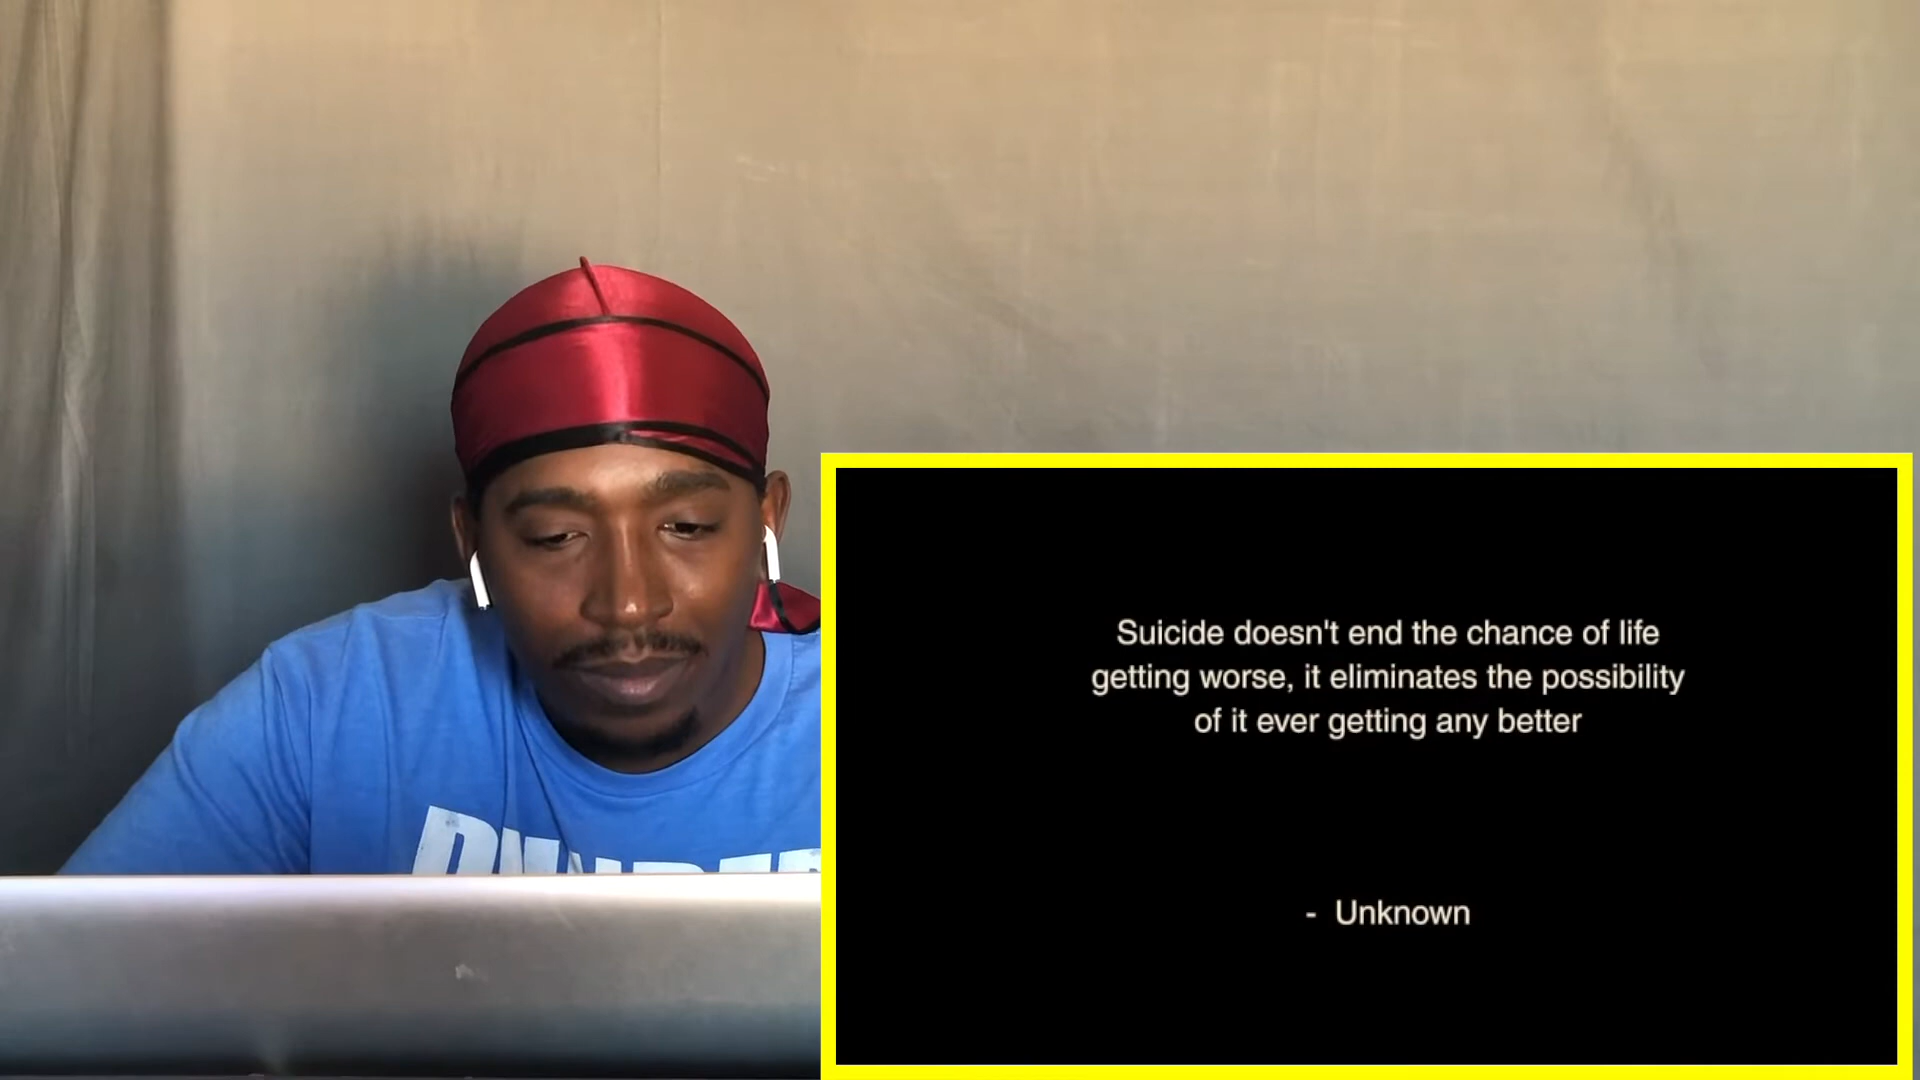 Suicide doesn't end the chance of life
getting worse, it eliminates the possibility
of it ever getting any better
- Unknown